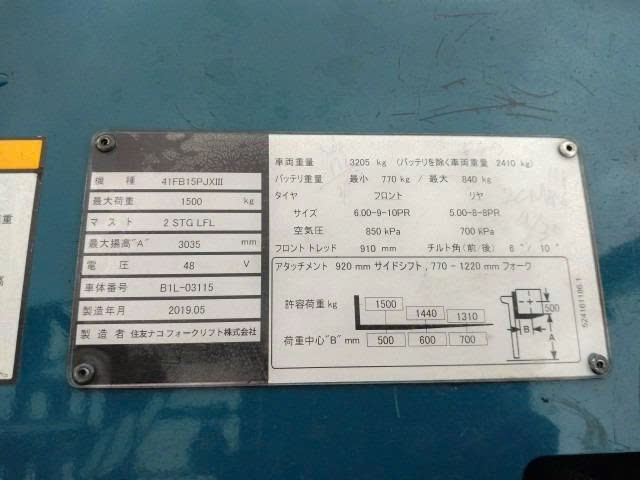 機 種 41FB15PJXⅢ
最大荷重 1500 kg
マスト 2 STG LFL
最大揚高"A" 3035 mm
電 圧 48 V
車体番号 B1L-03115
製造年月 2019.05
製造者 住友ナコフォークリフト株式会社
車両重量 3205 kg (バッテリを除く車両重量 2410 kg)
バッテリ重量 最小 770 kg / 最大 840 kg
タイヤ フロント リヤ
サイズ 6.00-9-10PR 5.00-8-8PR
空気圧 850 kPa 700 kPa
フロントトレッド 910 mm チルト角(前/後) 6°/ 10°
アタッチメント 920 mm サイドシフト, 770 - 1220 mm フォーク
許容荷重 kg 1500 1440 1310
荷重中心"B" mm 500 600 700
500
B
A
524161186-1
重
高